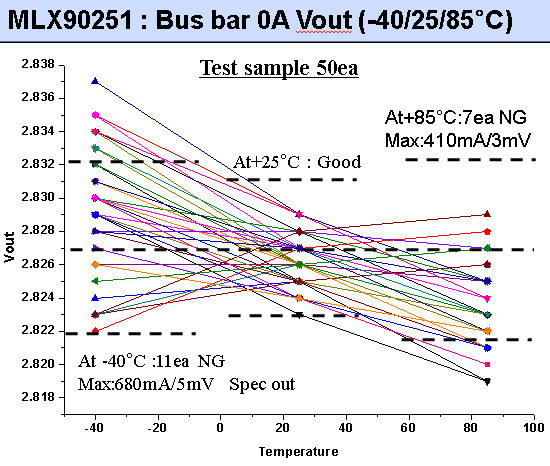 MLX90251 : Bus bar 0A Vout (-40/25/85°C)
Test sample 50ea
At+85°C:7ea NG
Max:410mA/3mV
At+25°C : Good
At -40°C :11ea NG
Max:680mA/5mV Spec out
Vout
2.838
2.836
2.834
2.832
2.830
2.828
2.826
2.824
2.822
2.820
2.818
-40 -20 0 20 40 60 80 100
Temperature